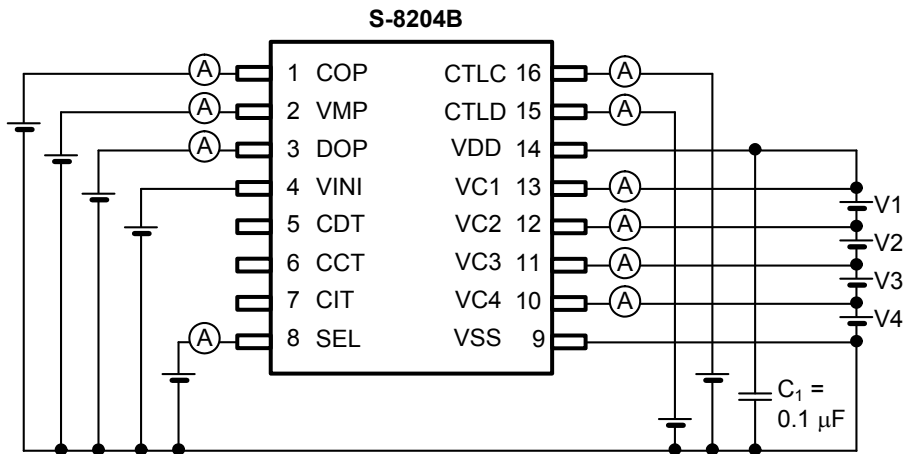 S-8204B
A 1 COP CTLC 16 A
A 2 VMP CTLD 15 A
A 3 DOP VDD 14
4 VINI VC1 13 A
V1
5 CDT VC2 12 A
V2
6 CCT VC3 11 A
V3
7 CIT VC4 10 A
V4
A 8 SEL VSS 9
C₁ =
0.1 μF